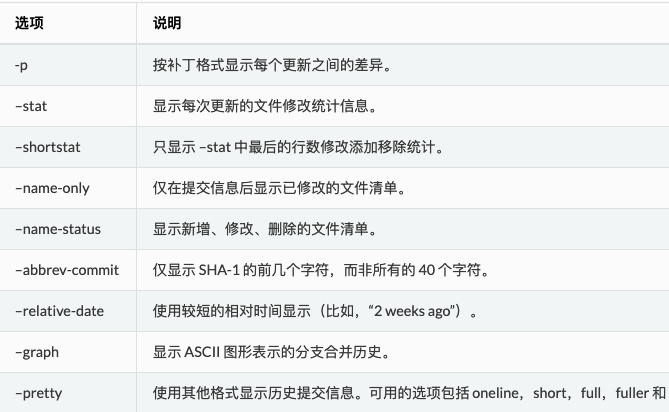 选项 说明
-p 按补丁格式显示每个更新之间的差异。
–stat 显示每次更新的文件修改统计信息。
–shortstat 只显示 –stat 中最后的行数修改添加移除统计。
–name-only 仅在提交信息后显示已修改的文件清单。
–name-status 显示新增、修改、删除的文件清单。
–abbrev-commit 仅显示 SHA-1 的前几个字符，而非所有的 40 个字符。
–relative-date 使用较短的相对时间显示（比如，“2 weeks ago”）。
–graph 显示 ASCII 图形表示的分支合并历史。
–pretty 使用其他格式显示历史提交信息。可用的选项包括 oneline，short，full，fuller 和